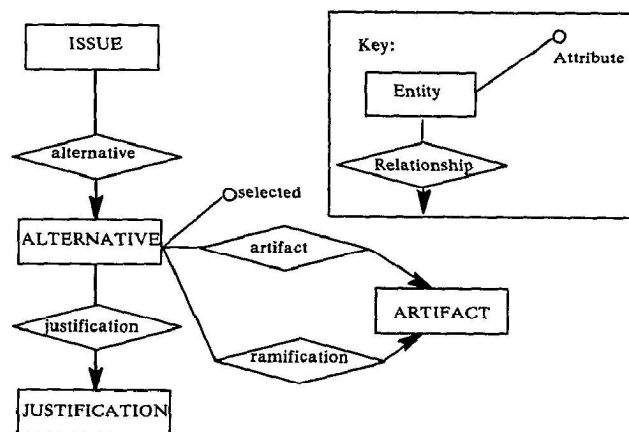 ISSUE
Key:
Attribute
Entity
alternative
Relationship
selected
ALTERNATIVE
artifact
ARTIFACT
justification
ramification
JUSTIFICATION